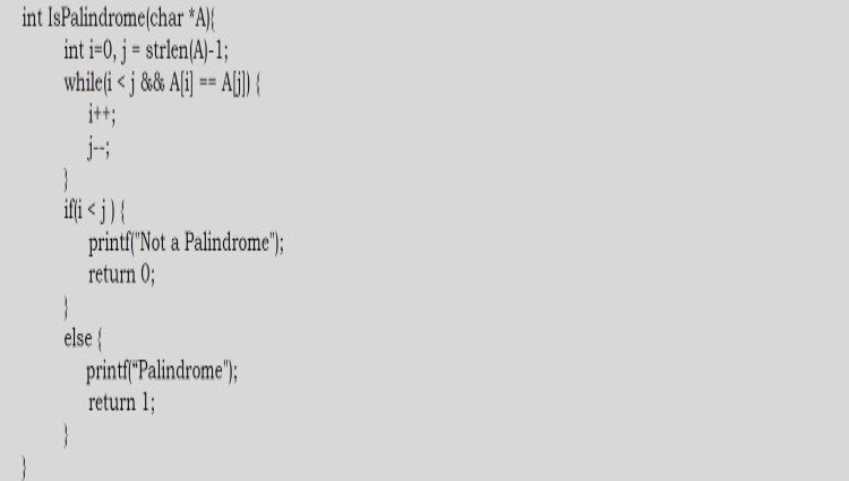 int IsPalindrome(char *A){
int i=0, j = strlen(A)-1;
while(i < j && A[i] == A[j]) {
i++;
j--;
}
if(i < j ) {
printf("Not a Palindrome");
return 0;
}
else {
printf(“Palindrome”);
return 1;
}
}